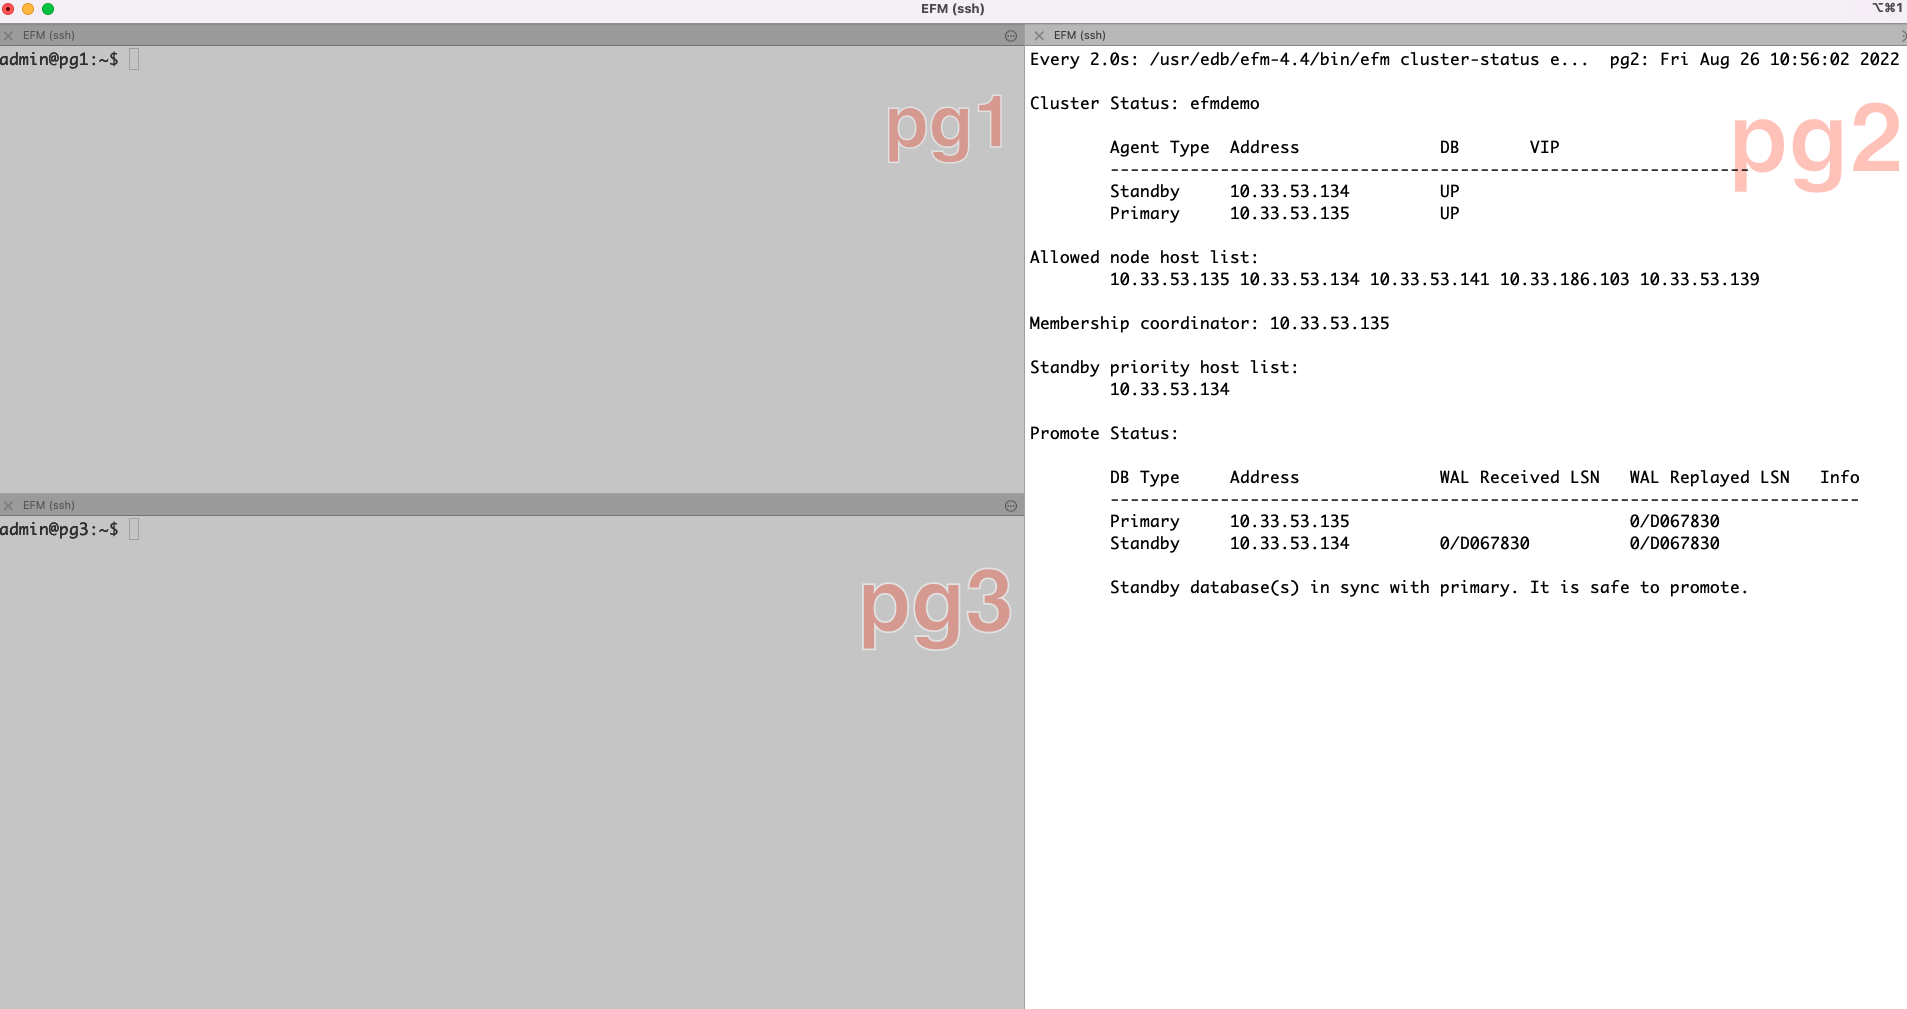 EFM (ssh)
⌥⌘1
EFM (ssh)
admin@pg1:~$
pg1
EFM (ssh)
admin@pg3:~$
pg3
EFM (ssh)
Every 2.0s: /usr/edb/efm-4.4/bin/efm cluster-status e...  pg2: Fri Aug 26 10:56:02 2022
pg2
Cluster Status: efmdemo
Agent Type  Address              DB       VIP
----------------------------------------------------------------
Standby     10.33.53.134         UP
Primary     10.33.53.135         UP
Allowed node host list:
10.33.53.135 10.33.53.134 10.33.53.141 10.33.186.103 10.33.53.139
Membership coordinator: 10.33.53.135
Standby priority host list:
10.33.53.134
Promote Status:
DB Type     Address              WAL Received LSN   WAL Replayed LSN   Info
---------------------------------------------------------------------------
Primary     10.33.53.135                            0/D067830
Standby     10.33.53.134         0/D067830          0/D067830
Standby database(s) in sync with primary. It is safe to promote.